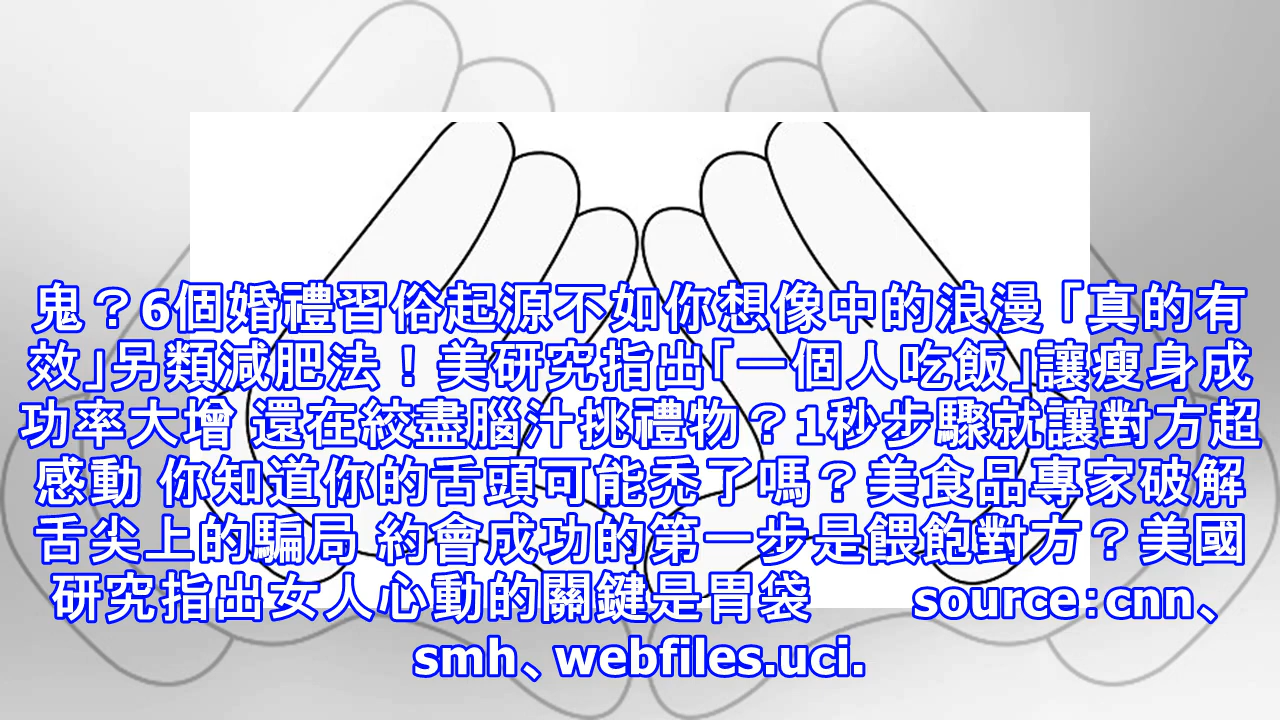 鬼？6個婚禮習俗起源不如你想像中的浪漫 ｢真的有
效｣另類減肥法！美研究指出｢一個人吃飯｣讓瘦身成
功率大增 還在絞盡腦汁挑禮物？1秒步驟就讓對方超
感動 你知道你的舌頭可能禿了嗎？美食品專家破解
舌尖上的騙局 約會成功的第一步是餵飽對方？美國
研究指出女人心動的關鍵是胃袋 source：cnn、
smh、webfiles.uci.